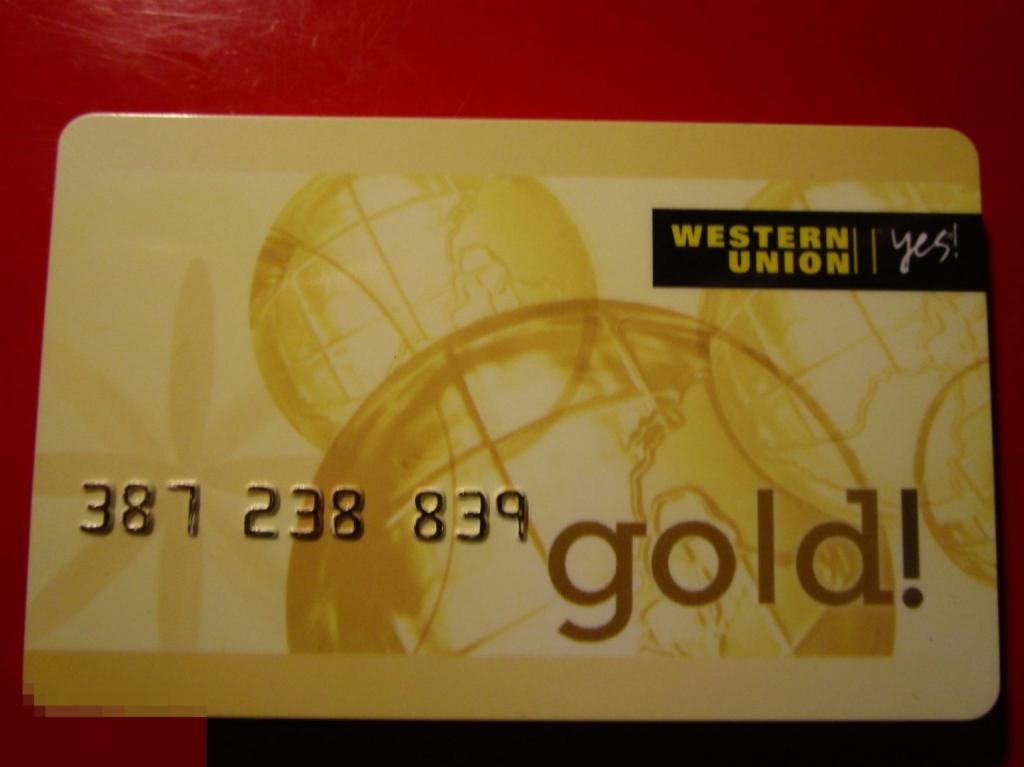 WESTERN
UNION yes!
387 238 839
gold!